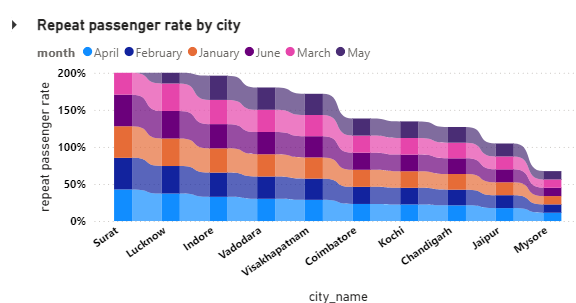 Repeat passenger rate by city
month April February January June March May
200%
150%
100%
50%
0%
repeat passenger rate
Surat Lucknow Indore Vadodara Visakhapatnam Coimbatore Kochi Chandigarh Jaipur Mysore
city_name